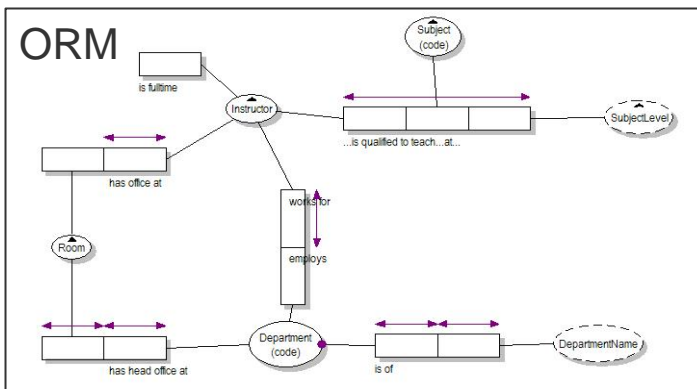 ORM
Subject
(code)
is fulltime
Instructor
SubjectLevel
...is qualified to teach...at...
has office at
works for
Room
employs
Department
(code)
DepartmentName
has head office at
is of